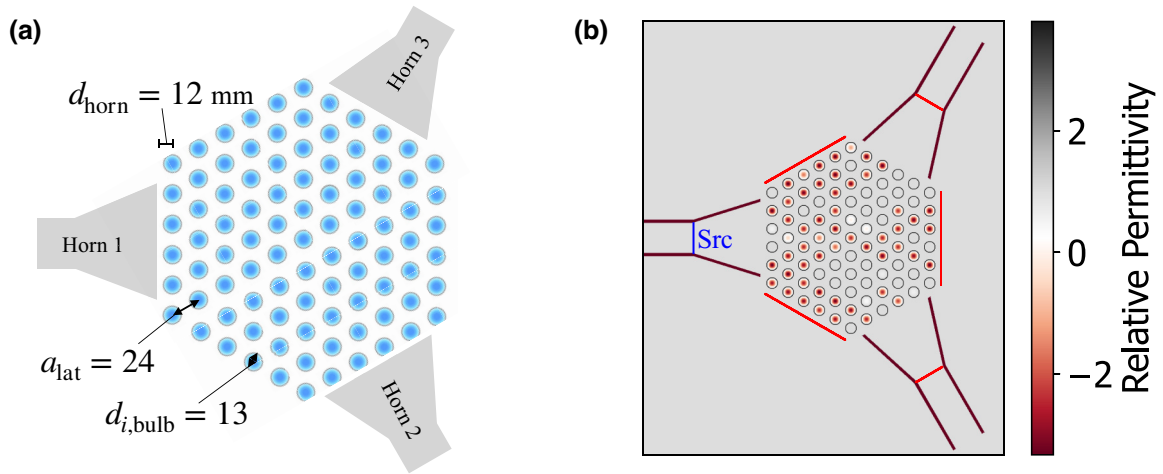 (a)
Horn 3
d_horn = 12 mm
Horn 1
a_lat = 24
d_i,bulb = 13
Horn 2
(b)
Src
2
0
−2
Relative Permittivity